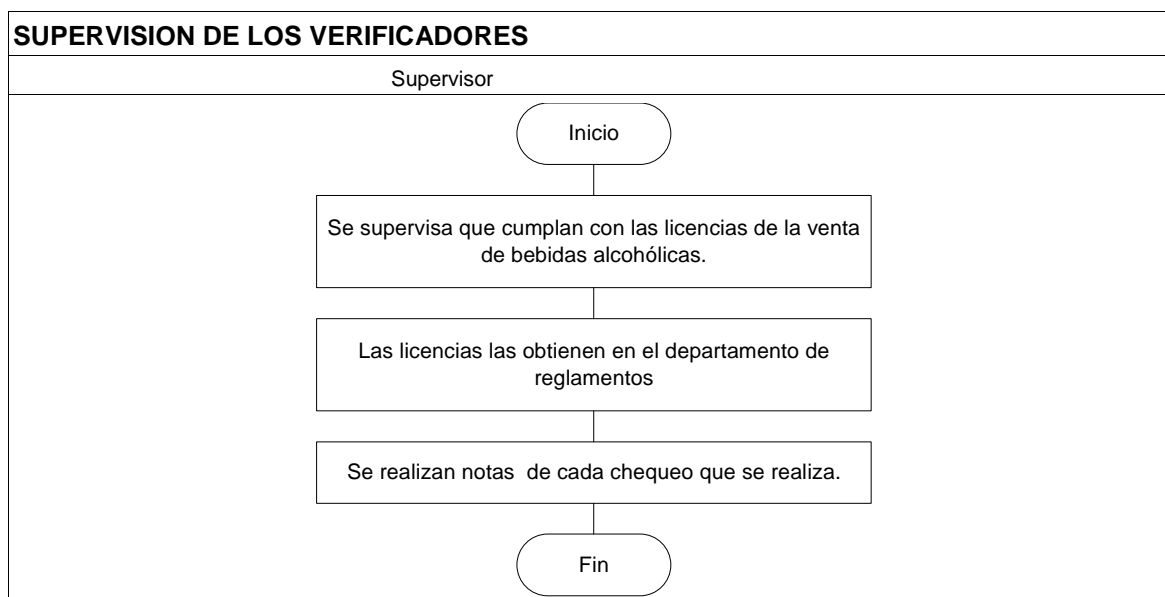 SUPERVISION DE LOS VERIFICADORES
Supervisor
Inicio
Se supervisa que cumplan con las licencias de la venta
de bebidas alcohólicas.
Las licencias las obtienen en el departamento de
reglamentos
Se realizan notas  de cada chequeo que se realiza.
Fin